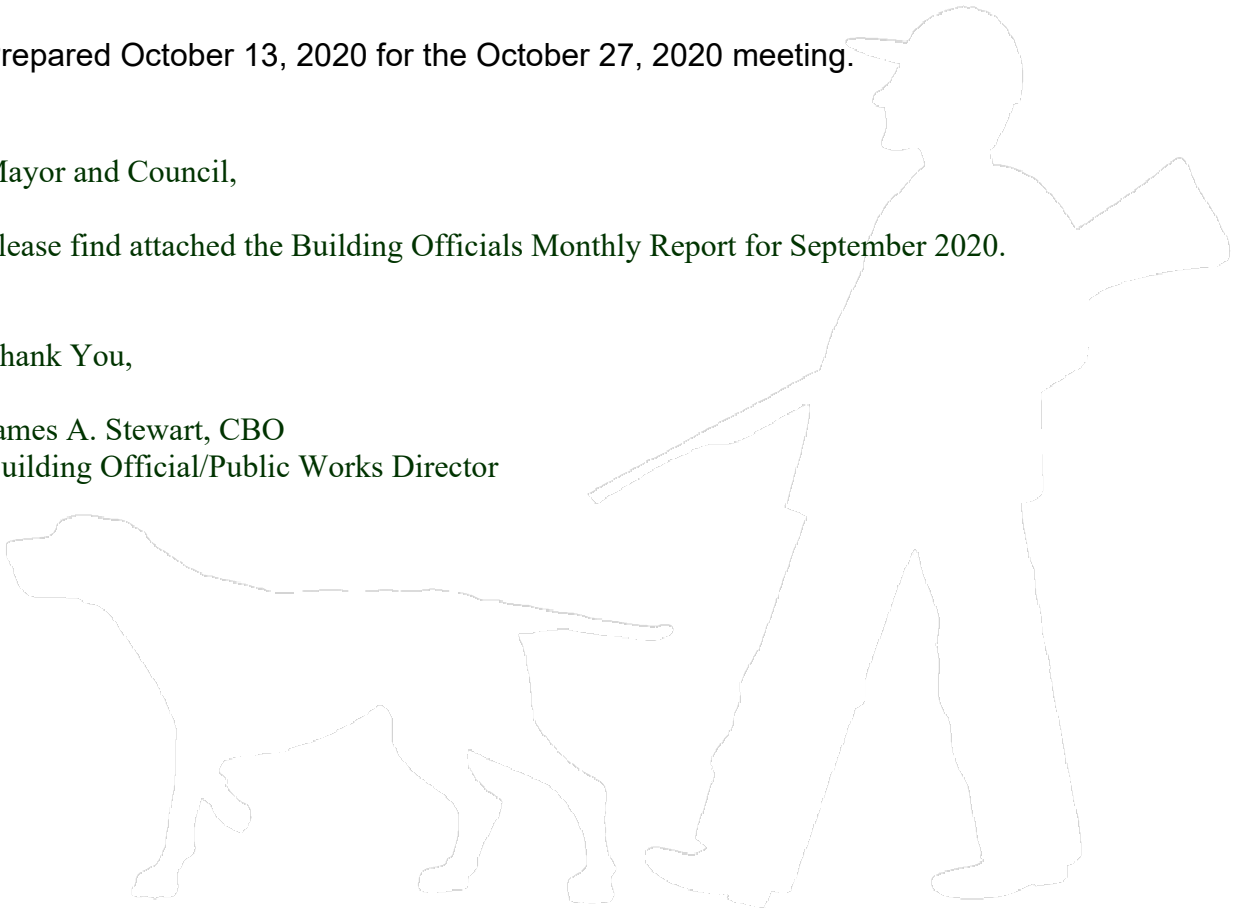 repared October 13, 2020 for the October 27, 2020 meeting.
ayor and Council,
lease find attached the Building Officials Monthly Report for September 2020.
hank You,
ames A. Stewart, CBO
uilding Official/Public Works Director